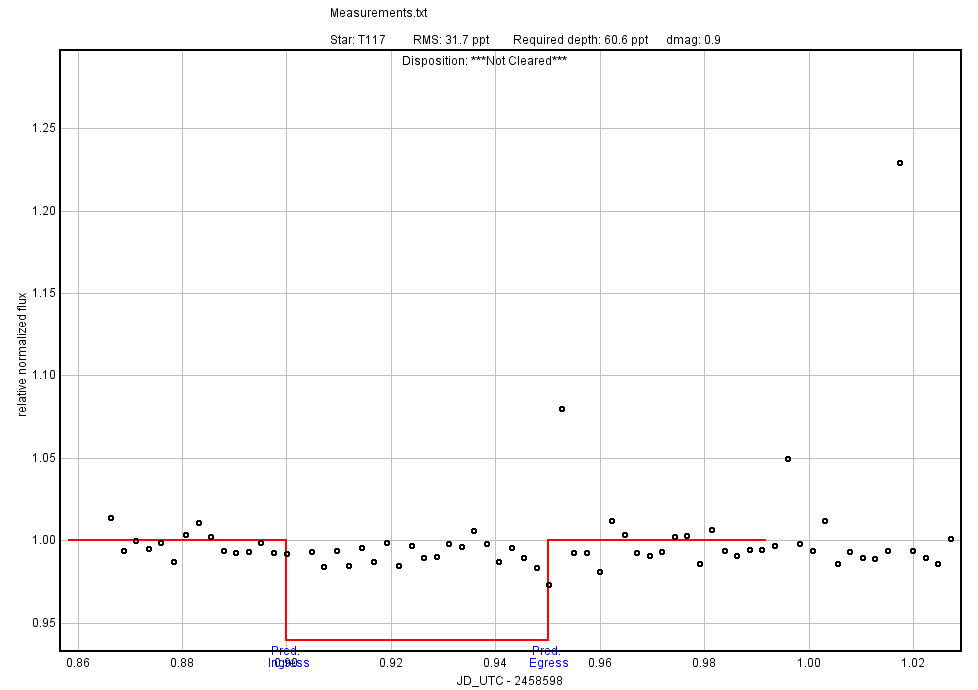 Measurements.txt
Star: T117 RMS: 31.7 ppt Required depth: 60.6 ppt dmag: 0.9
Disposition: ***Not Cleared***
relative normalized flux
1.25
1.20
1.15
1.10
1.05
1.00
0.95
Pred. Pred.
0.86 0.88 Ingress 0.90 0.92 0.94 Egress 0.96 0.98 1.00 1.02
JD_UTC - 2458598